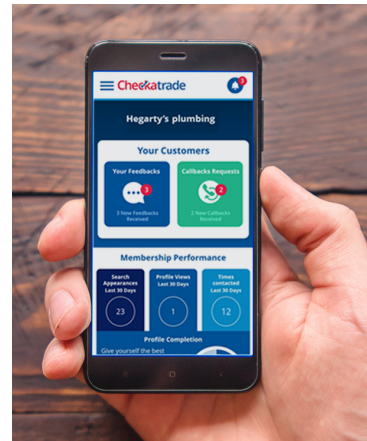 Checkatrade
3
Hegarty's plumbing
Your Customers
Your Feedbacks
Callbacks Requests
3
2
3 New Feedbacks
Received
2 New Callbacks
Received
Membership Performance
Search
Appearances
Last 30 Days
Profile Views
Last 30 Days
Times
contacted
Last 30 Days
23
1
12
Profile Completion
Give yourself the best